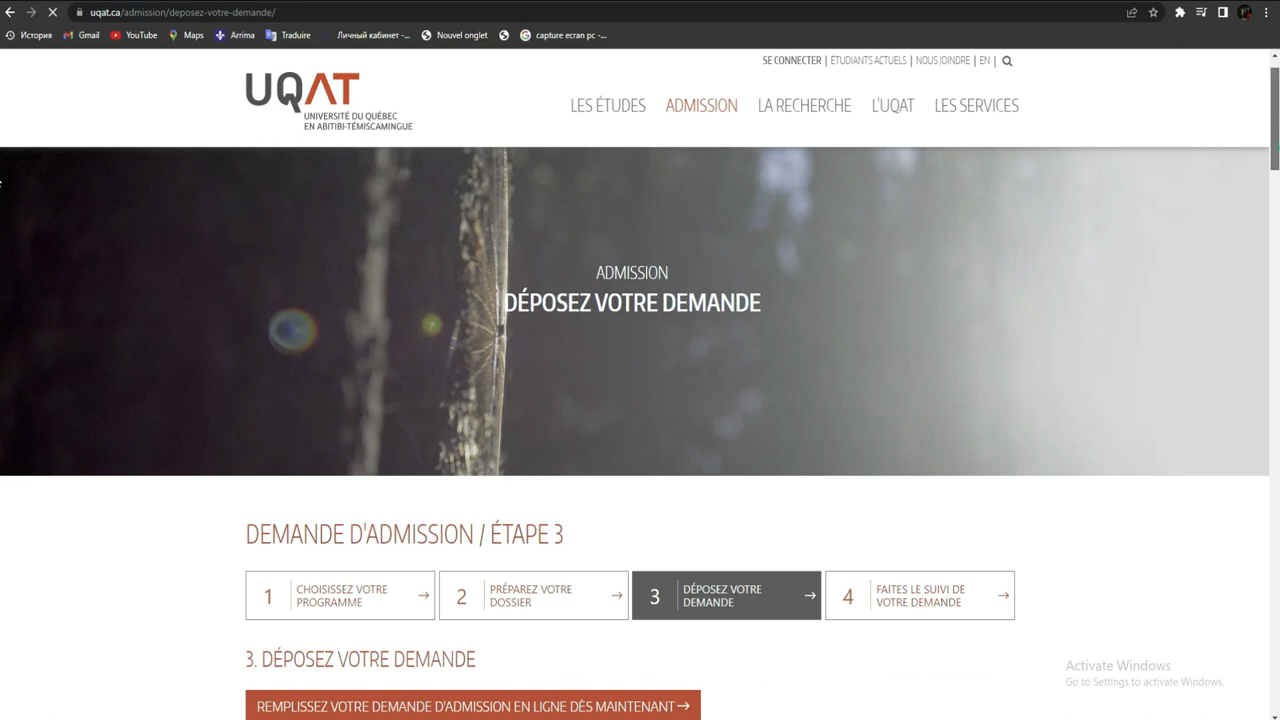 uqat.ca/admission/deposez-votre-demande/
История Gmail YouTube Maps Arrima Traduire Личный кабинет -... Nouvel onglet capture ecran pc -...
SE CONNECTER | ÉTUDIANTS ACTUELS | NOUS JOINDRE | EN |
UQAT
UNIVERSITÉ DU QUÉBEC
EN ABITIBI-TÉMISCAMINGUE
LES ÉTUDES ADMISSION LA RECHERCHE L'UQAT LES SERVICES
ADMISSION
DÉPOSEZ VOTRE DEMANDE
DEMANDE D'ADMISSION / ÉTAPE 3
1 CHOISISSEZ VOTRE
PROGRAMME →
2 PRÉPAREZ VOTRE
DOSSIER →
3 DÉPOSEZ VOTRE
DEMANDE →
4 FAITES LE SUIVI DE
VOTRE DEMANDE →
3. DÉPOSEZ VOTRE DEMANDE
REMPLISSEZ VOTRE DEMANDE D'ADMISSION EN LIGNE DÈS MAINTENANT →
Activate Windows
Go to Settings to activate Windows.